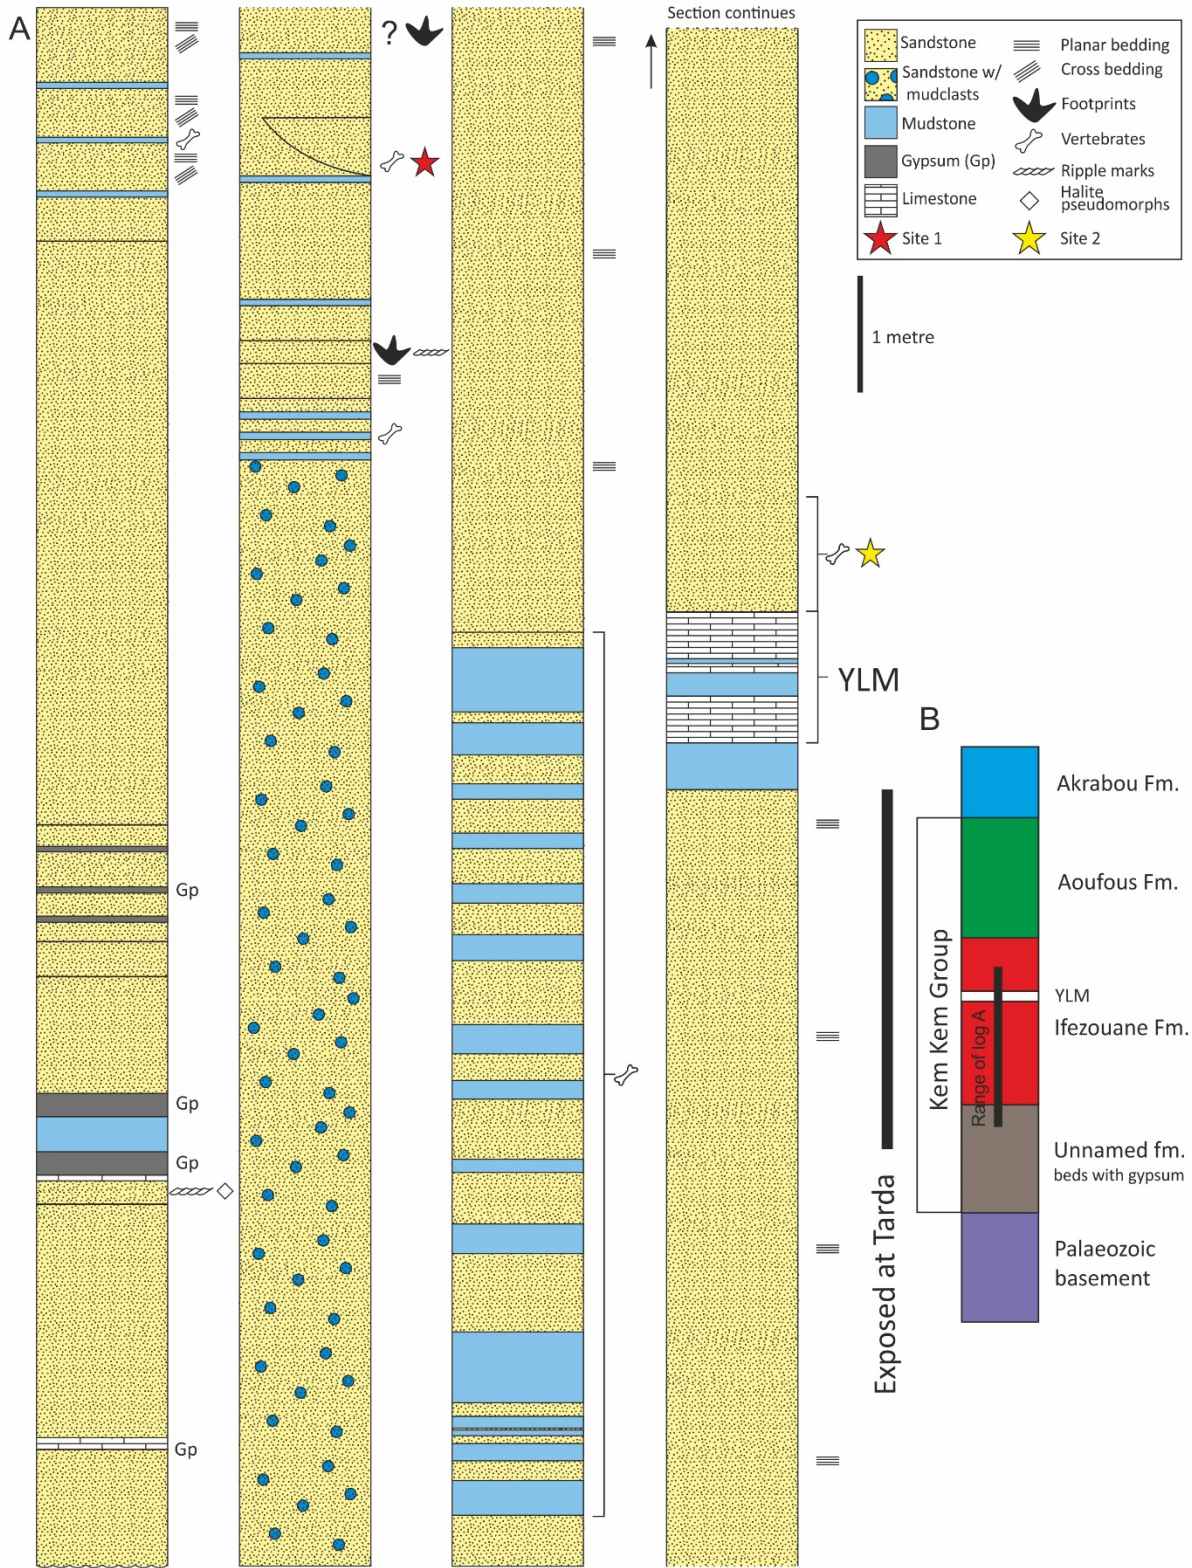 A
?
Section continues
Sandstone
Sandstone w/
mudclasts
Mudstone
Gypsum (Gp)
Limestone
Site 1
Planar bedding
Cross bedding
Footprints
Vertebrates
Ripple marks
Halite
pseudomorphs
Site 2
1 metre
YLM
Gp
Gp
Gp
Gp
Exposed at Tarda
B
Kem Kem Group
Range of log A
Akrabou Fm.
Aoufous Fm.
YLM
Ifezouane Fm.
Unnamed fm.
beds with gypsum
Palaeozoic
basement